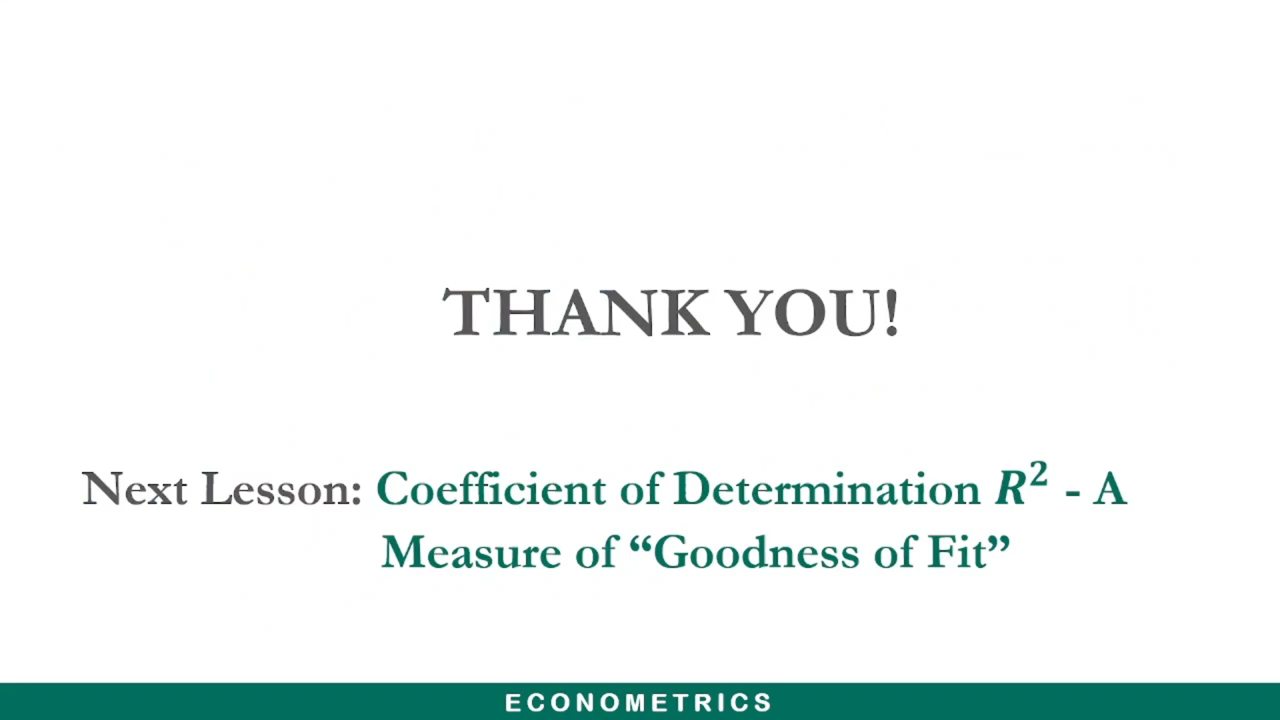 THANK YOU!
Next Lesson: Coefficient of Determination R² - A
Measure of “Goodness of Fit”
ECONOMETRICS